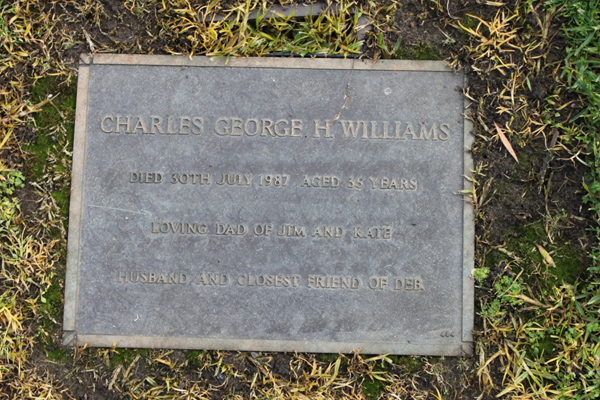 CHARLES GEORGE H. WILLIAMS
DIED 30TH JULY 1987 AGED 35 YEARS
LOVING DAD OF JIM AND KATE
HUSBAND AND CLOSEST FRIEND OF DEB.